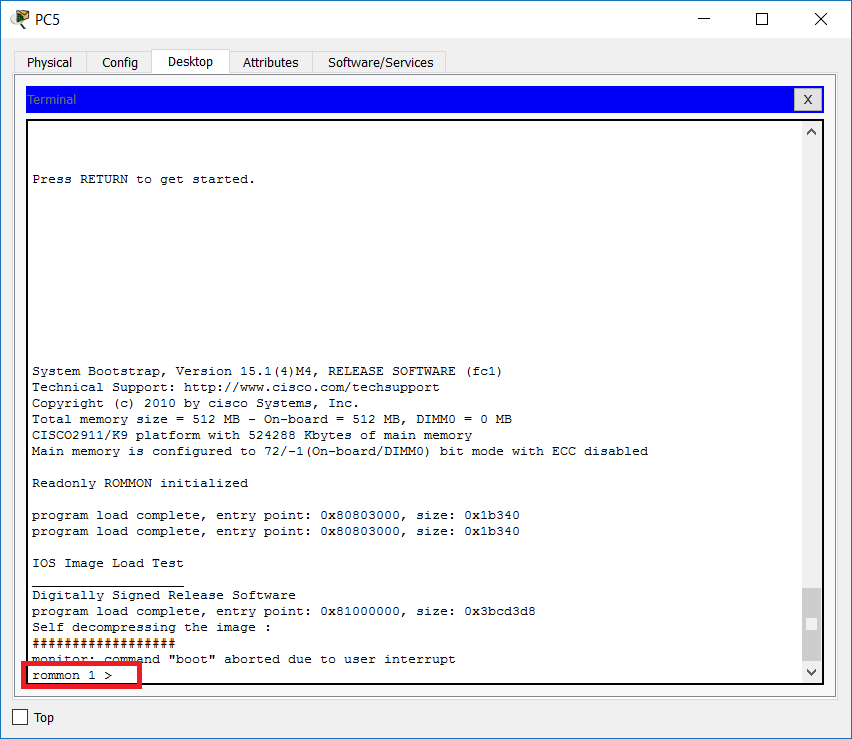 PC5
Physical Config Desktop Attributes Software/Services
Terminal X
Press RETURN to get started.
System Bootstrap, Version 15.1(4)M4, RELEASE SOFTWARE (fc1)
Technical Support: http://www.cisco.com/techsupport
Copyright (c) 2010 by cisco Systems, Inc.
Total memory size = 512 MB - On-board = 512 MB, DIMM0 = 0 MB
CISCO2911/K9 platform with 524288 Kbytes of main memory
Main memory is configured to 72/-1(On-board/DIMM0) bit mode with ECC disabled
Readonly ROMMON initialized
program load complete, entry point: 0x80803000, size: 0x1b340
program load complete, entry point: 0x80803000, size: 0x1b340
IOS Image Load Test
___________________
Digitally Signed Release Software
program load complete, entry point: 0x81000000, size: 0x3bcd3d8
Self decompressing the image :
##################
monitor: command "boot" aborted due to user interrupt
rommon 1 >
Top